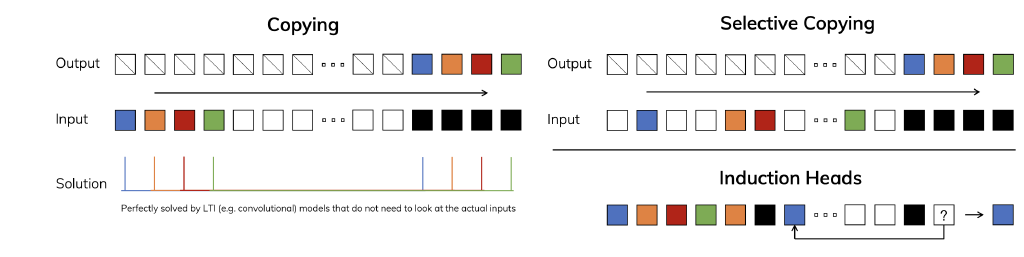 Copying
Output
Input
Solution
Perfectly solved by LTI (e.g. convolutional) models that do not need to look at the actual inputs
Selective Copying
Output
Input
Induction Heads
?